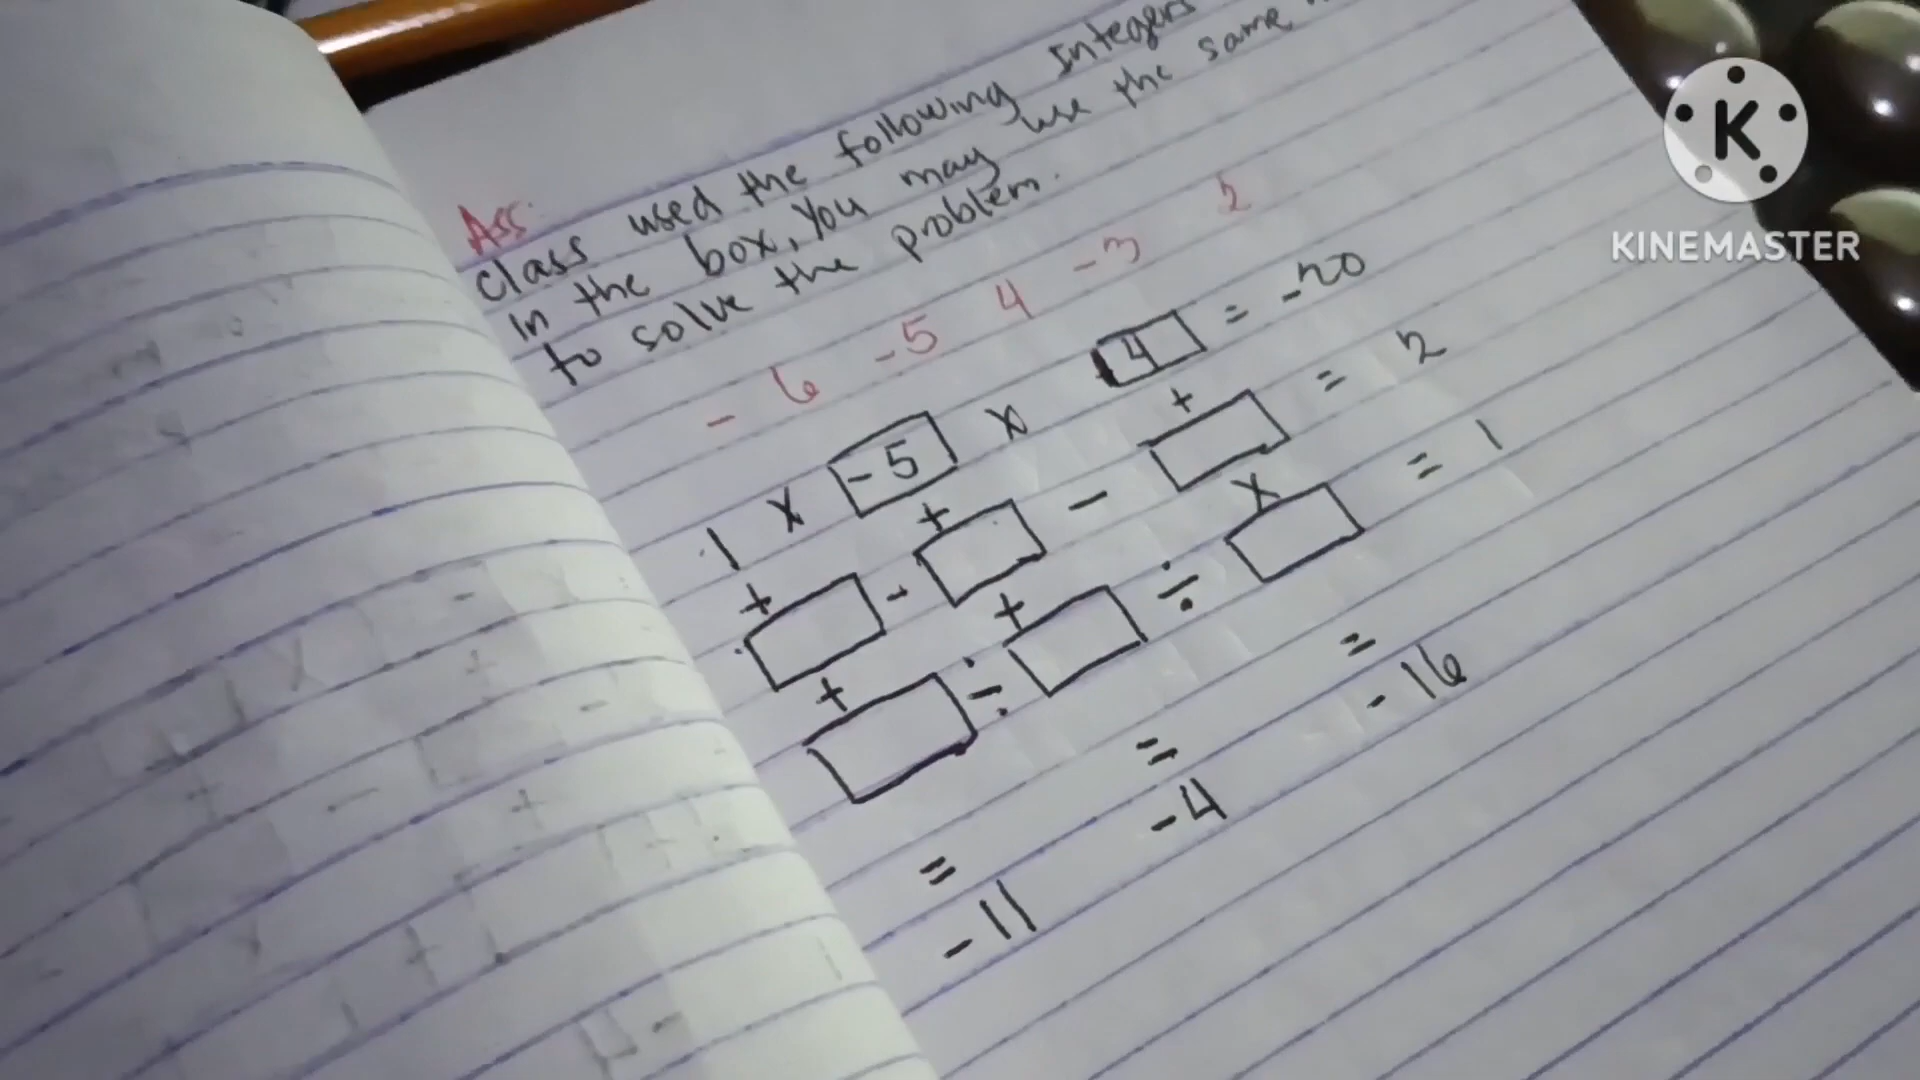 Ass.
Class used the following Integers
in the box, You may use the same
to solve the problem.
-6 -5 4 -3 2
1 x -5 x 4 = -20
+ + +
- - = 2
+ + x
÷ ÷ = 1
= = =
-11 -4 -16
K
KINEMASTER